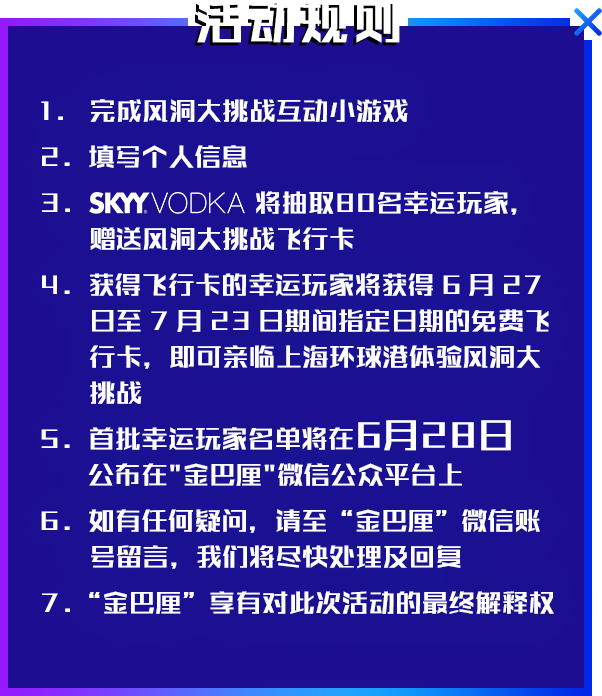 活动规则
1. 完成风洞大挑战互动小游戏
2. 填写个人信息
3. SKYY VODKA 将抽取80名幸运玩家,
赠送风洞大挑战飞行卡
4. 获得飞行卡的幸运玩家将获得 6 月 27
日至 7 月 23 日期间指定日期的免费飞
行卡，即可亲临上海环球港体验风洞大
挑战
5. 首批幸运玩家名单将在6月28日
公布在"金巴厘"微信公众平台上
6. 如有任何疑问，请至“金巴厘”微信账
号留言，我们将尽快处理及回复
7. “金巴厘”享有对此次活动的最终解释权